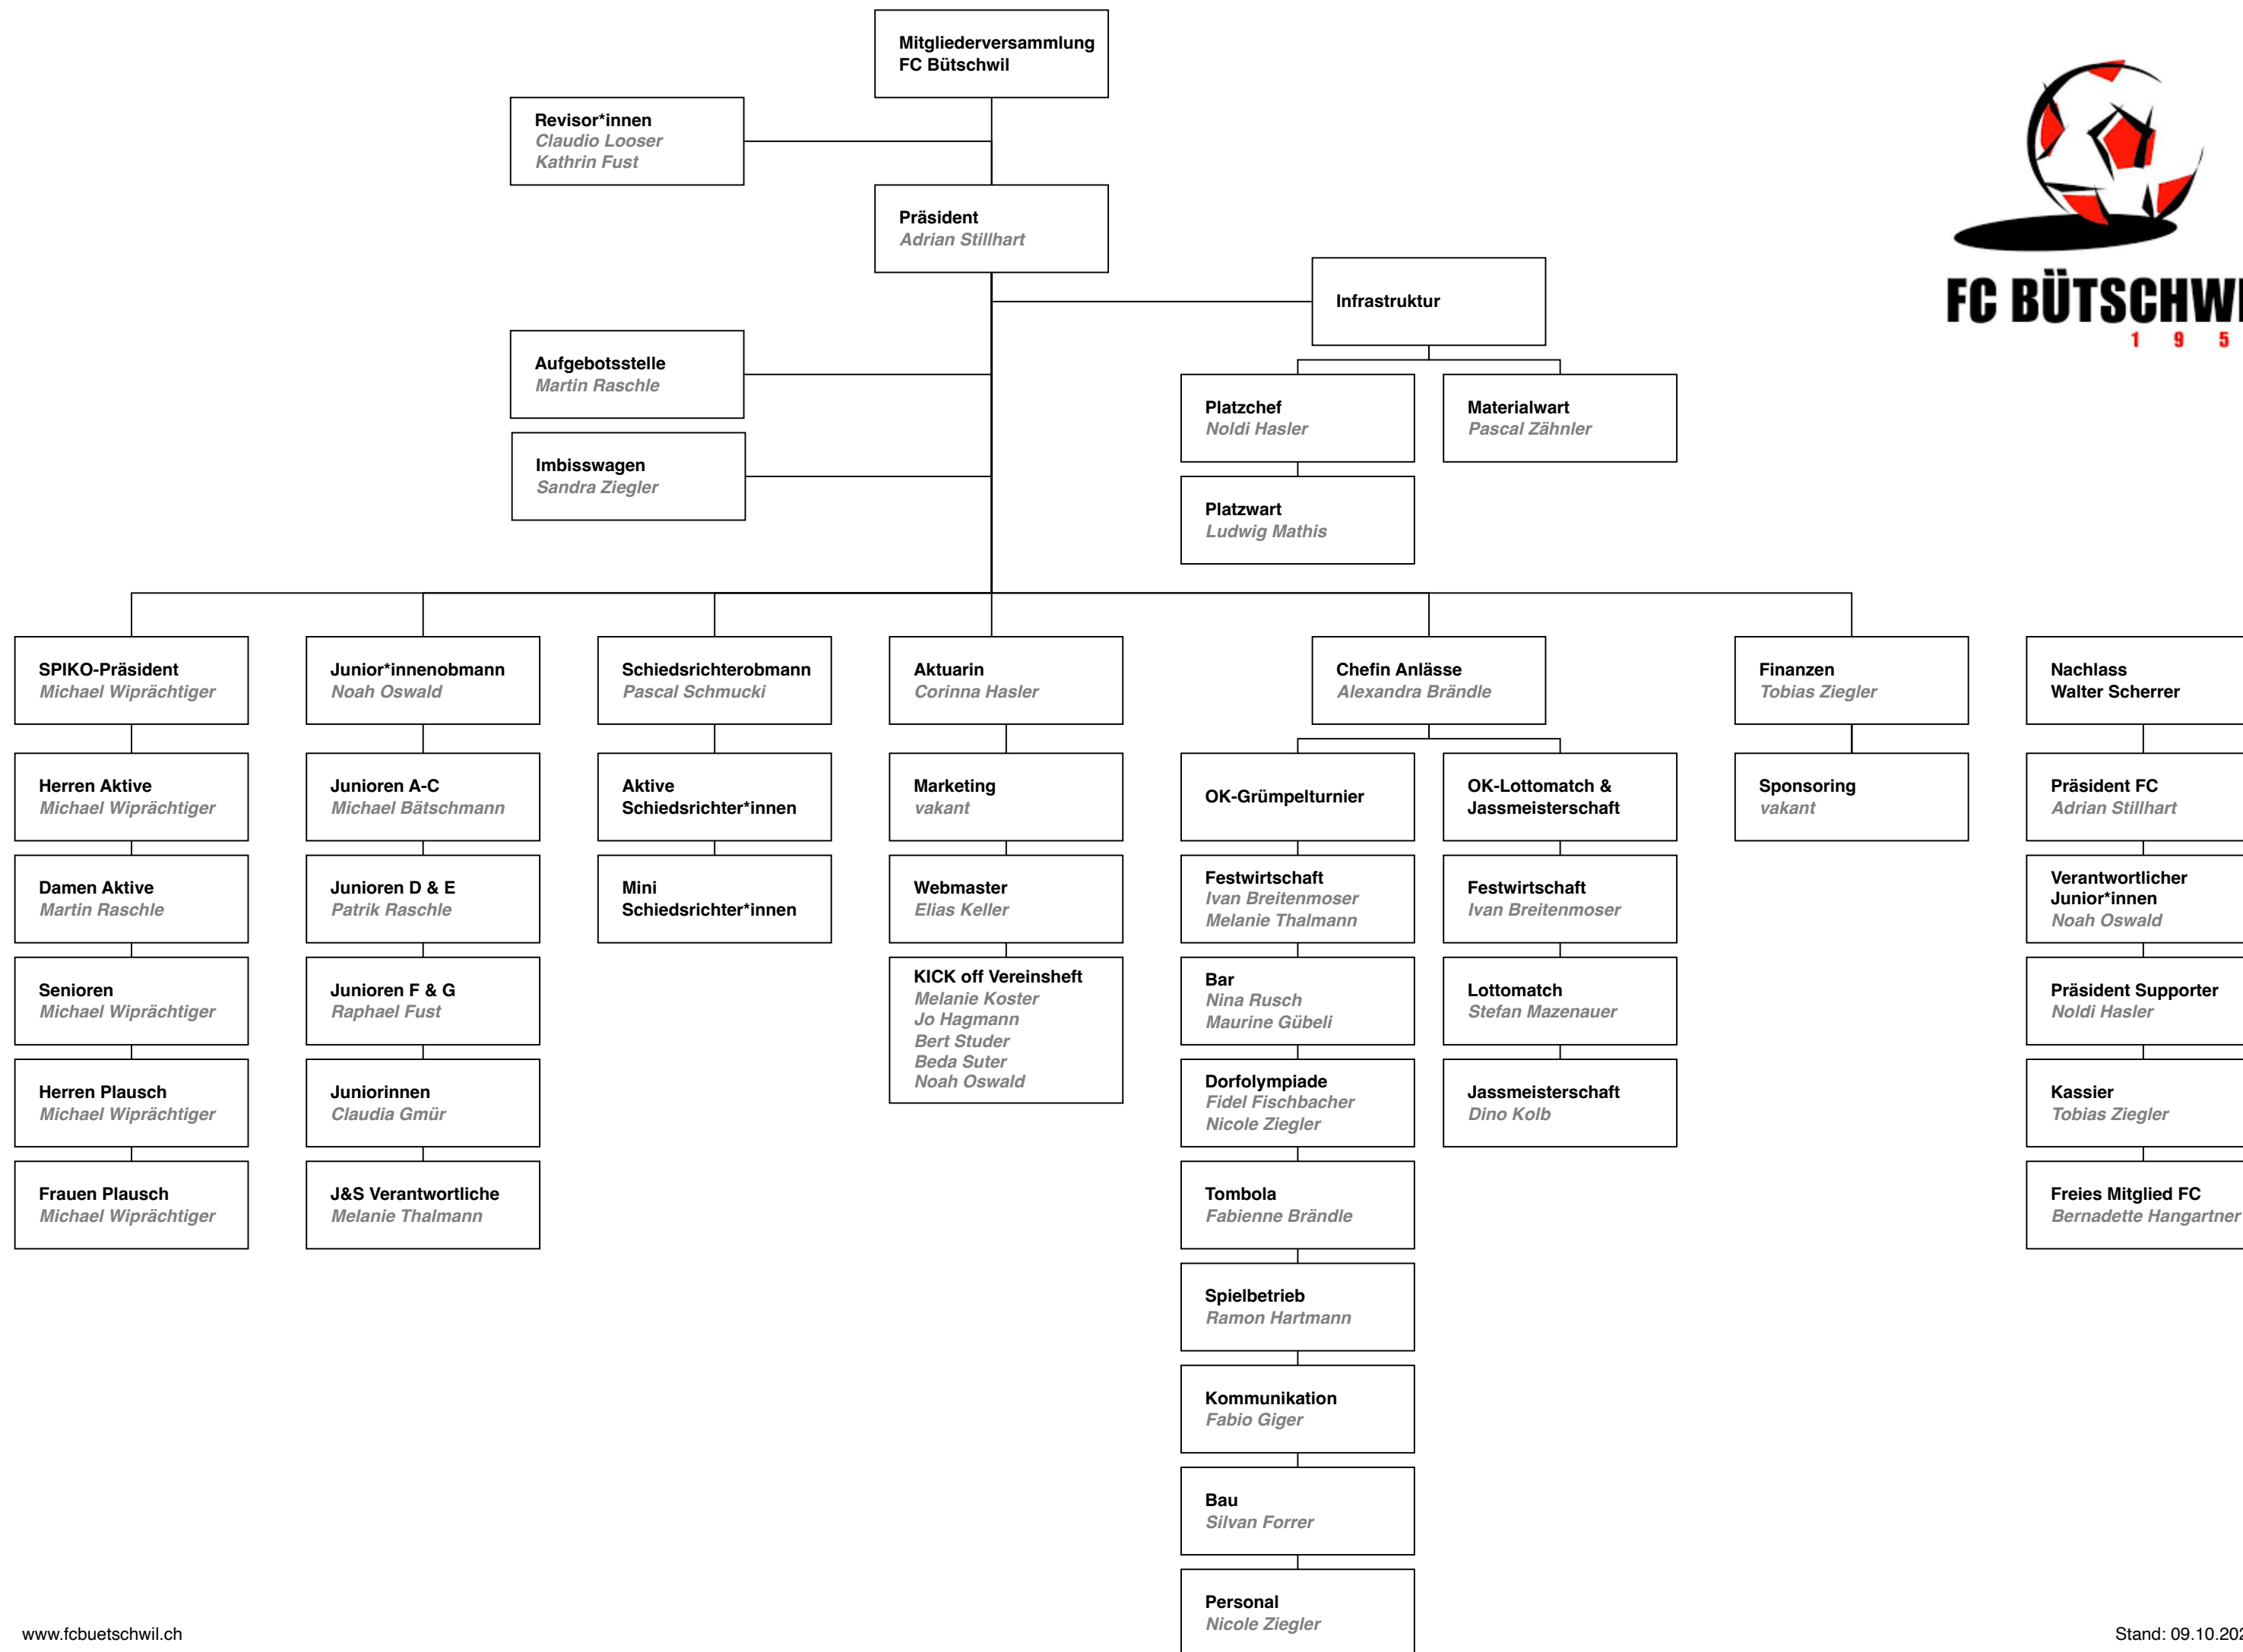 Mitgliederversammlung
FC Bütschwil
Revisor*innen
Claudio Looser
Kathrin Fust
Präsident
Adrian Stillhart
Infrastruktur
FC BÜTSCHWI
1 9 5
Aufgebotsstelle
Martin Raschle
Platzchef
Noldi Hasler
Materialwart
Pascal Zähnler
Imbisswagen
Sandra Ziegler
Platzwart
Ludwig Mathis
SPIKO-Präsident
Michael Wiprächtiger
Herren Aktive
Michael Wiprächtiger
Damen Aktive
Martin Raschle
Senioren
Michael Wiprächtiger
Herren Plausch
Michael Wiprächtiger
Frauen Plausch
Michael Wiprächtiger
Junior*innenobmann
Noah Oswald
Junioren A-C
Michael Bätschmann
Junioren D & E
Patrik Raschle
Junioren F & G
Raphael Fust
Juniorinnen
Claudia Gmür
J&S Verantwortliche
Melanie Thalmann
Schiedsrichterobmann
Pascal Schmucki
Aktive
Schiedsrichter*innen
Mini
Schiedsrichter*innen
Aktuarin
Corinna Hasler
Marketing
vakant
Webmaster
Elias Keller
KICK off Vereinsheft
Melanie Koster
Jo Hagmann
Bert Studer
Beda Suter
Noah Oswald
Chefin Anlässe
Alexandra Brändle
OK-Grümpelturnier
Festwirtschaft
Ivan Breitenmoser
Melanie Thalmann
Bar
Nina Rusch
Maurine Gübeli
Dorfolympiade
Fidel Fischbacher
Nicole Ziegler
Tombola
Fabienne Brändle
Spielbetrieb
Ramon Hartmann
Kommunikation
Fabio Giger
Bau
Silvan Forrer
Personal
Nicole Ziegler
OK-Lottomatch &
Jassmeisterschaft
Festwirtschaft
Ivan Breitenmoser
Lottomatch
Stefan Mazenauer
Jassmeisterschaft
Dino Kolb
Finanzen
Tobias Ziegler
Sponsoring
vakant
Nachlass
Walter Scherrer
Präsident FC
Adrian Stillhart
Verantwortlicher
Junior*innen
Noah Oswald
Präsident Supporter
Noldi Hasler
Kassier
Tobias Ziegler
Freies Mitglied FC
Bernadette Hangartner
www.fcbuetschwil.ch
Stand: 09.10.202